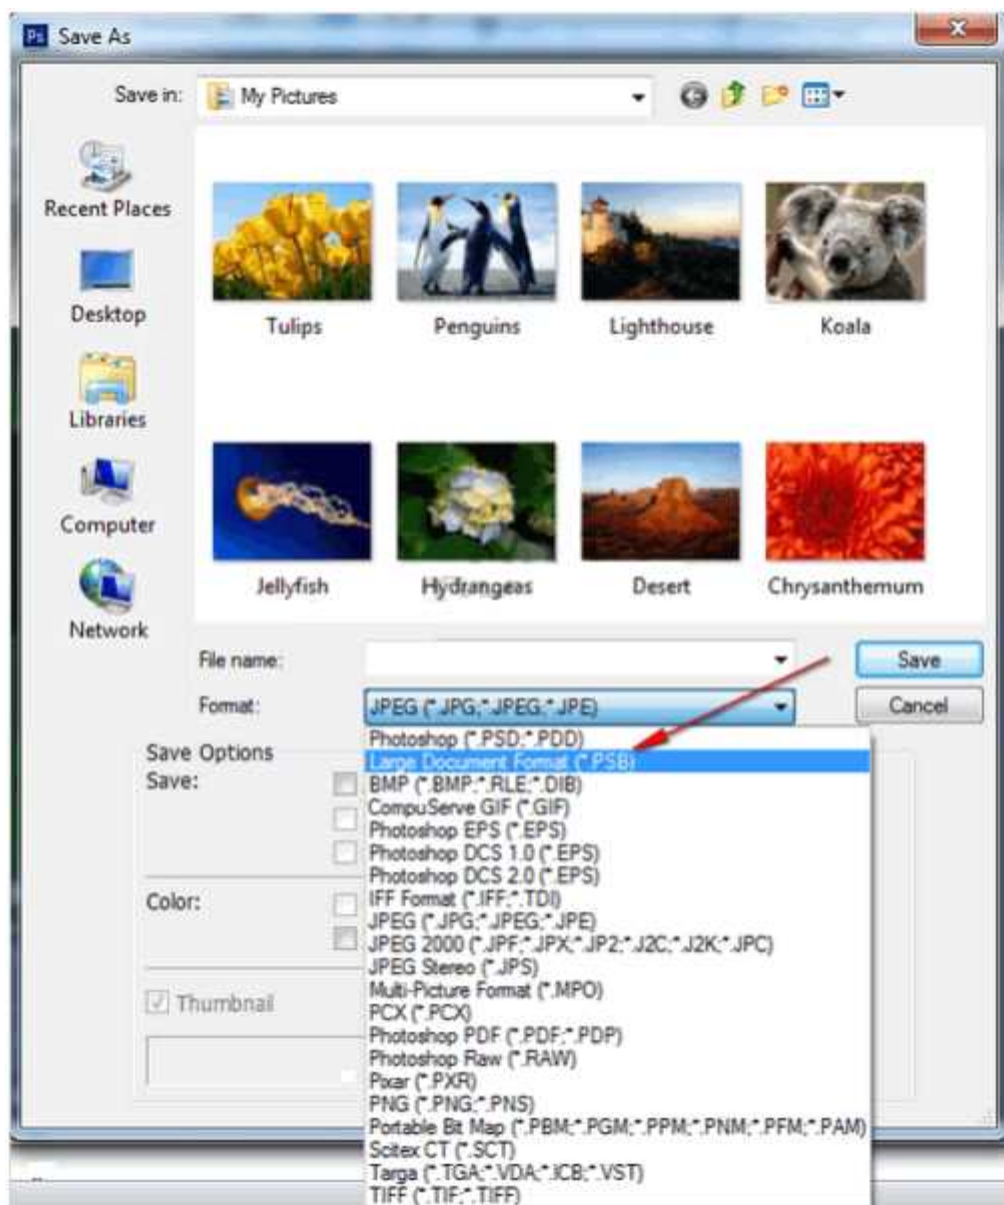 Ps Save As
Save in: My Pictures
Recent Places
Desktop
Libraries
Computer
Network
Tulips Penguins Lighthouse Koala
Jellyfish Hydrangeas Desert Chrysanthemum
File name: Save
Format: JPEG (*.JPG;*.JPEG;*.JPE) Cancel
Save Options
Save:
Color:
Thumbnail
Photoshop (*.PSD;*.PDD)
Large Document Format (*.PSB)
BMP (*.BMP;*.RLE;*.DIB)
CompuServe GIF (*.GIF)
Photoshop EPS (*.EPS)
Photoshop DCS 1.0 (*.EPS)
Photoshop DCS 2.0 (*.EPS)
IFF Format (*.IFF;*.TDI)
JPEG (*.JPG;*.JPEG;*.JPE)
JPEG 2000 (*.JPF;*.JPX;*.JP2;*.J2C;*.J2K;*.JPC)
JPEG Stereo (*.JPS)
Multi-Picture Format (*.MPO)
PCX (*.PCX)
Photoshop PDF (*.PDF;*.PDP)
Photoshop Raw (*.RAW)
Pixar (*.PXR)
PNG (*.PNG;*.PNS)
Portable Bit Map (*.PBM;*.PGM;*.PPM;*.PNM;*.PFM;*.PAM)
Scitex CT (*.SCT)
Targa (*.TGA;*.VDA;*.ICB;*.VST)
TIFF (*.TIF;*.TIFF)